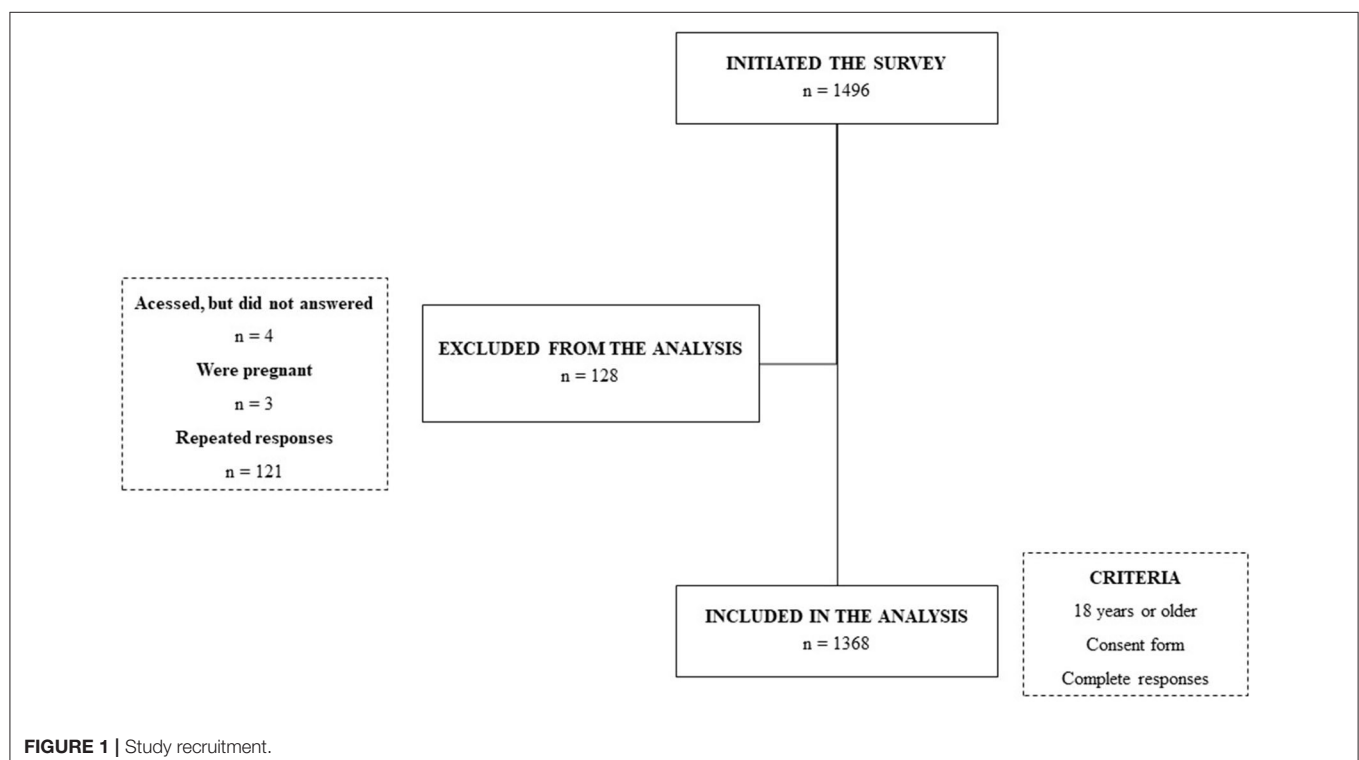 INITIATED THE SURVEY
n = 1496
Acessed, but did not answered
n = 4
Were pregnant
n = 3
Repeated responses
n = 121
EXCLUDED FROM THE ANALYSIS
n = 128
INCLUDED IN THE ANALYSIS
n = 1368
CRITERIA
18 years or older
Consent form
Complete responses
FIGURE 1 | Study recruitment.